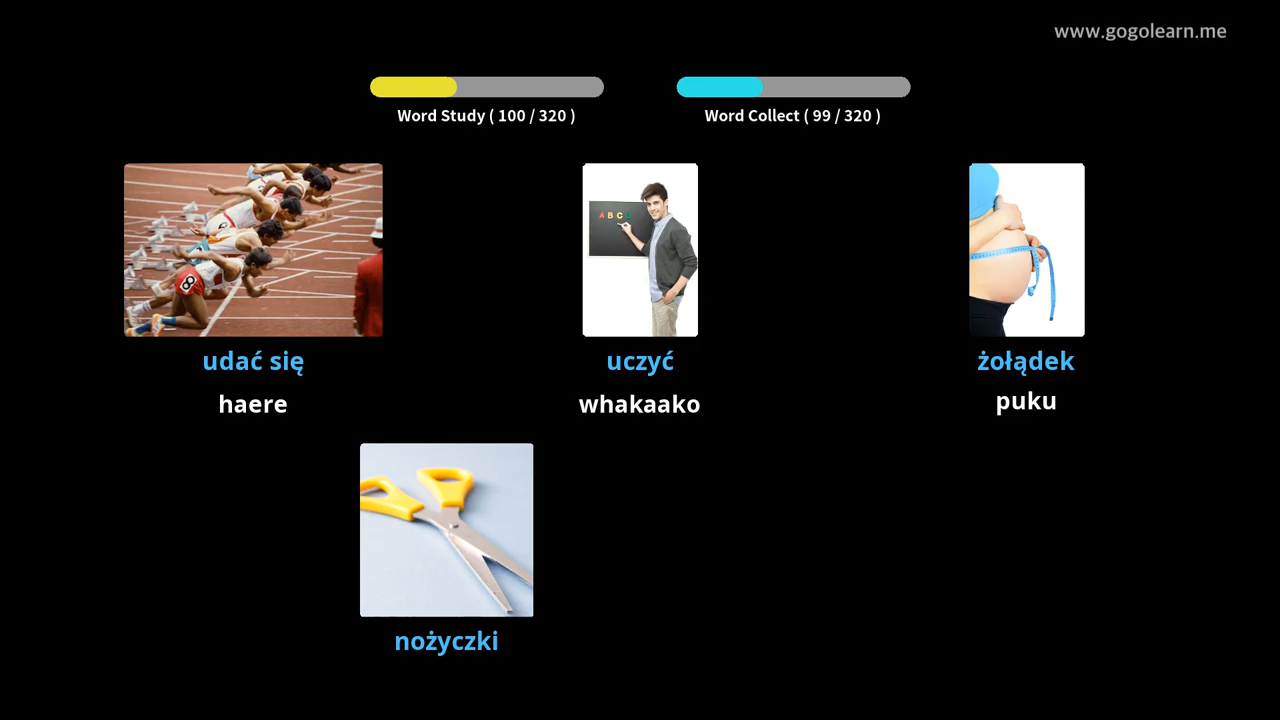 www.gogolearn.me
Word Study ( 100 / 320 )
Word Collect ( 99 / 320 )
A B C D
8
udać się
uczyć
żołądek
haere
whakaako
puku
nożyczki